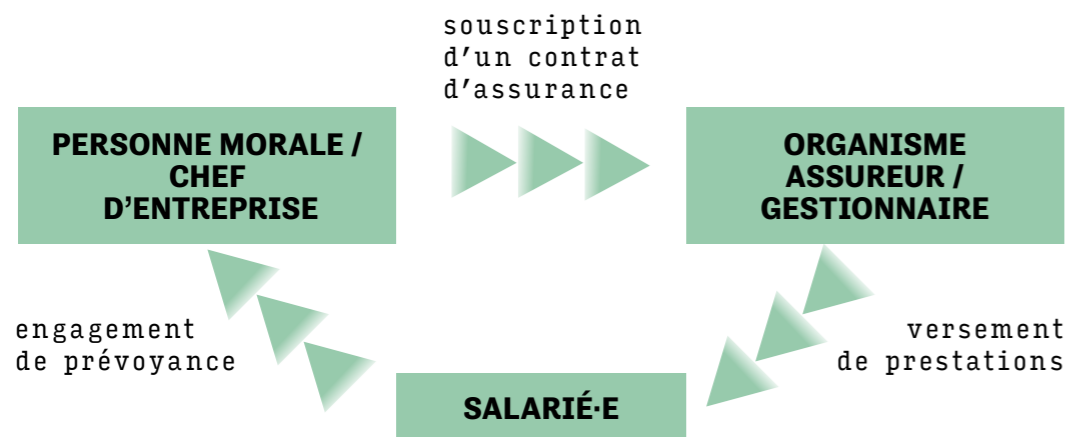 souscription
d’un contrat
d’assurance
PERSONNE MORALE /
CHEF
D’ENTREPRISE
ORGANISME
ASSUREUR /
GESTIONNAIRE
engagement
de prévoyance
versement
de prestations
SALARIÉ·E